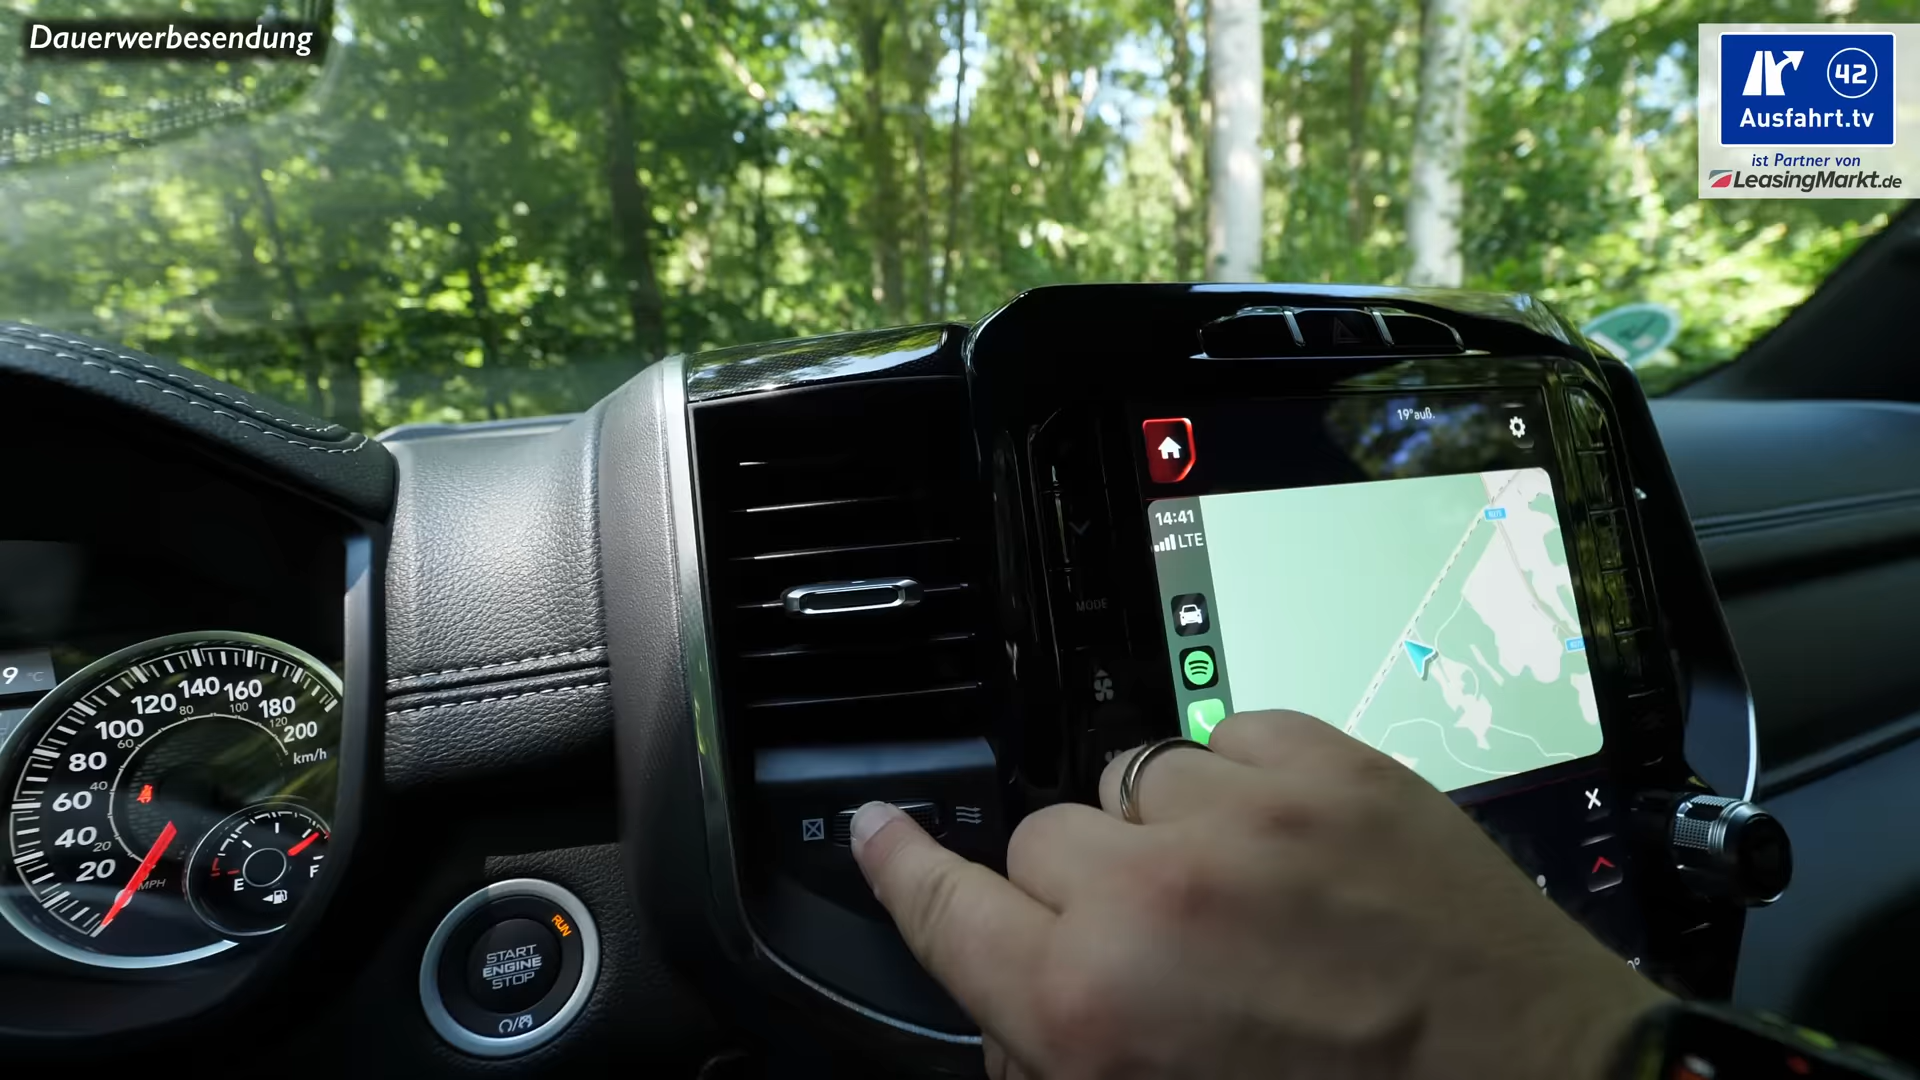 Dauerwerbesendung
42
Ausfahrt.tv
ist Partner von
LeasingMarkt.de
19°auß.
14:41
LTE
MODE
9 °C
20
40
60
80
100
120
140
160
180
200
km/h
20
40
60
80
100
120
MPH
E
F
RUN
START
ENGINE
STOP
X